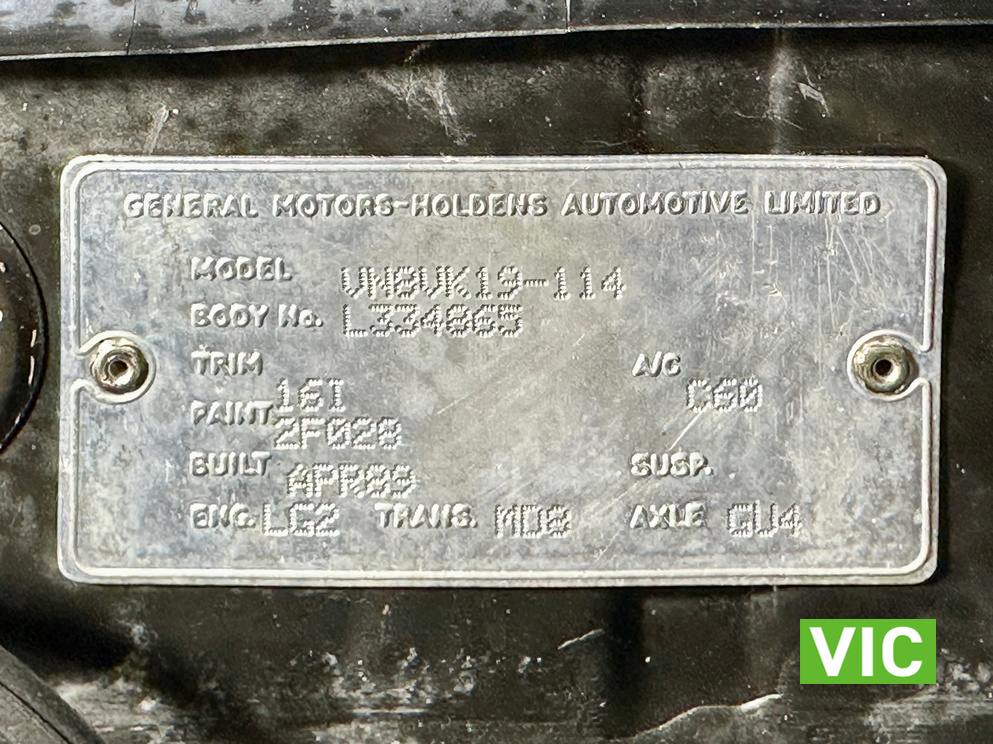 GENERAL MOTORS-HOLDENS AUTOMOTIVE LIMITED
MODEL VN8VK19-114
BODY No. L334865
TRIM 16I A/C C60
PAINT 2F028
BUILT APR89 SUSP.
ENG. LG2 TRANS. MD8 AXLE GU4
VIC